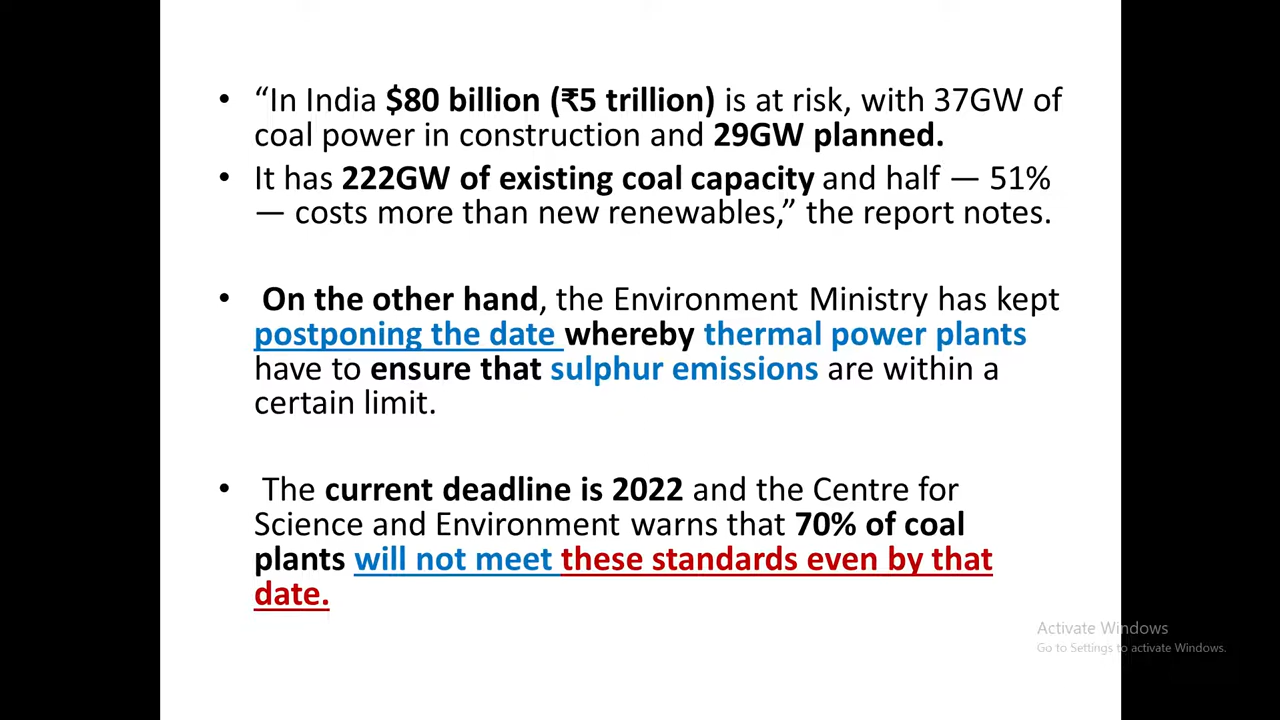 • “In India $80 billion (₹5 trillion) is at risk, with 37GW of
coal power in construction and 29GW planned.
• It has 222GW of existing coal capacity and half — 51%
— costs more than new renewables,” the report notes.
• On the other hand, the Environment Ministry has kept
postponing the date whereby thermal power plants
have to ensure that sulphur emissions are within a
certain limit.
• The current deadline is 2022 and the Centre for
Science and Environment warns that 70% of coal
plants will not meet these standards even by that
date.
Activate Windows
Go to Settings to activate Windows.